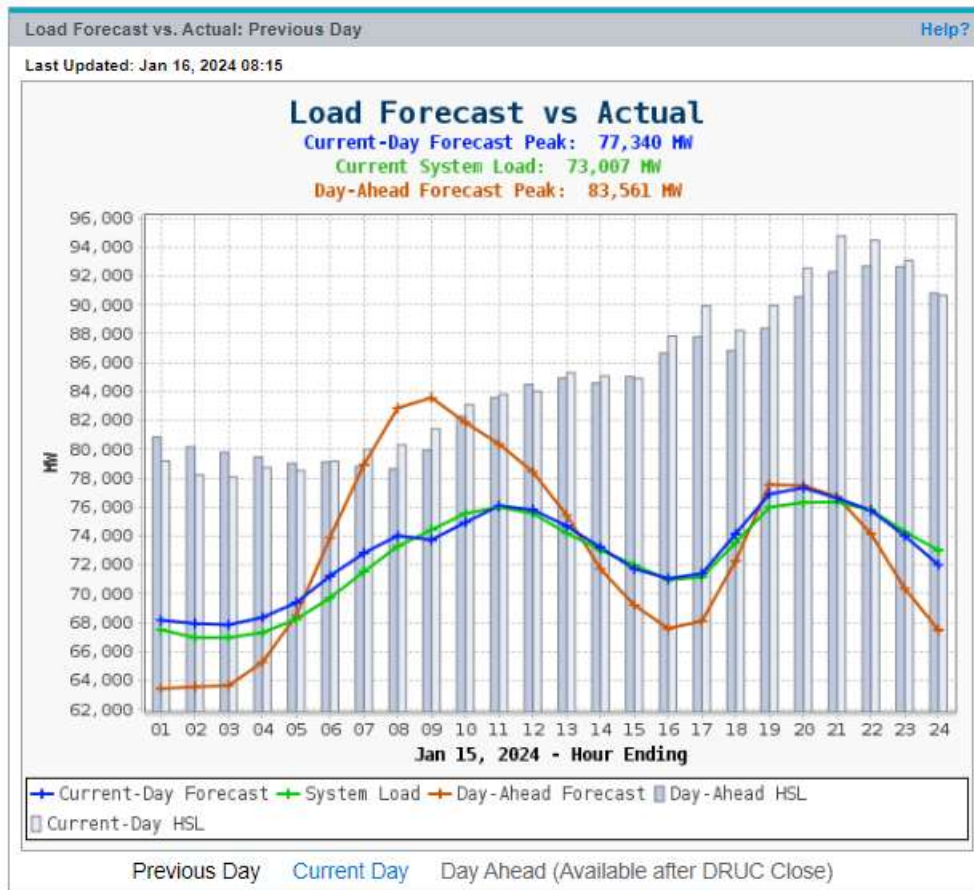 Load Forecast vs. Actual: Previous Day Help?
Last Updated: Jan 16, 2024 08:15
Load Forecast vs Actual
Current-Day Forecast Peak: 77,340 MW
Current System Load: 73,007 MW
Day-Ahead Forecast Peak: 83,561 MW
96,000
94,000
92,000
90,000
88,000
86,000
84,000
82,000
80,000
78,000
76,000
74,000
72,000
70,000
68,000
66,000
64,000
62,000
MW
01 02 03 04 05 06 07 08 09 10 11 12 13 14 15 16 17 18 19 20 21 22 23 24
Jan 15, 2024 - Hour Ending
Current-Day Forecast System Load Day-Ahead Forecast Day-Ahead HSL
Current-Day HSL
Previous Day Current Day Day Ahead (Available after DRUC Close)